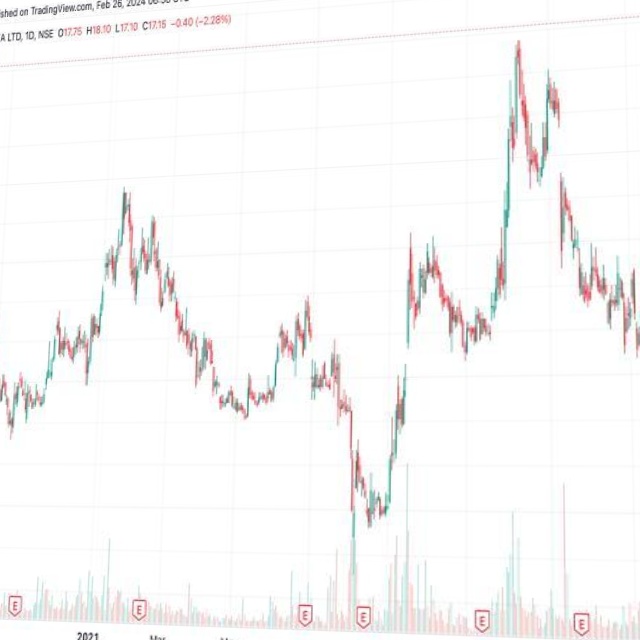 shed on TradingView.com, Feb 26, 2024 06:
A LTD, 1D, NSE O17.75 H18.10 L17.10 C17.15 −0.40 (−2.28%)
E E E E E E
2021 Mar